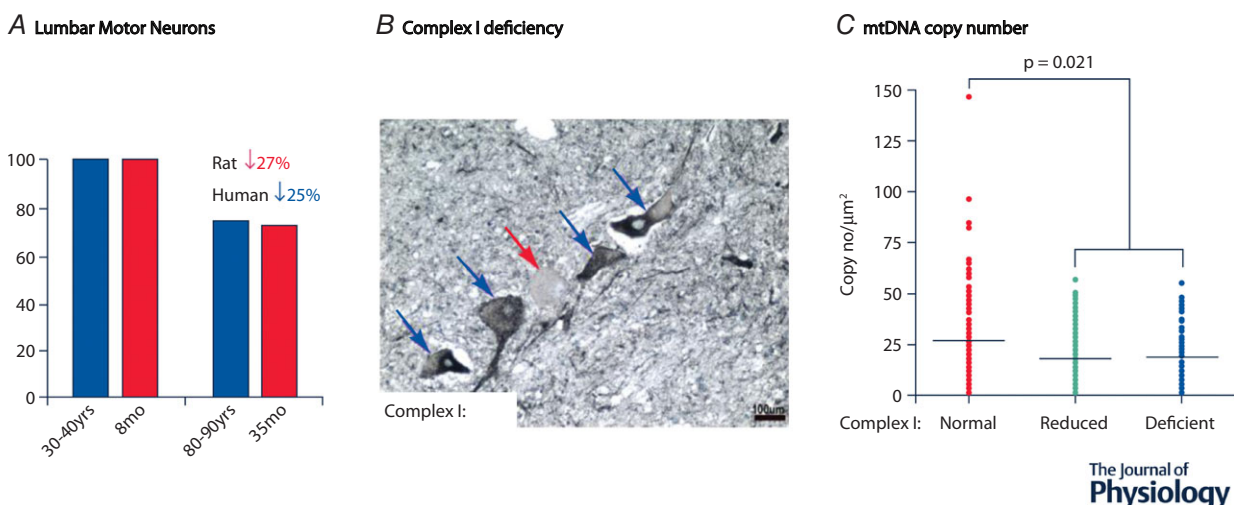 A Lumbar Motor Neurons
100
80
60
40
20
0
Rat ↓27%
Human ↓25%
30-40yrs
8mo
80-90yrs
35mo
B Complex I deficiency
Complex I:
100um
C mtDNA copy number
p = 0.021
Copy no/µm²
150
125
100
75
50
25
0
Complex I: Normal Reduced Deficient
The Journal of
Physiology